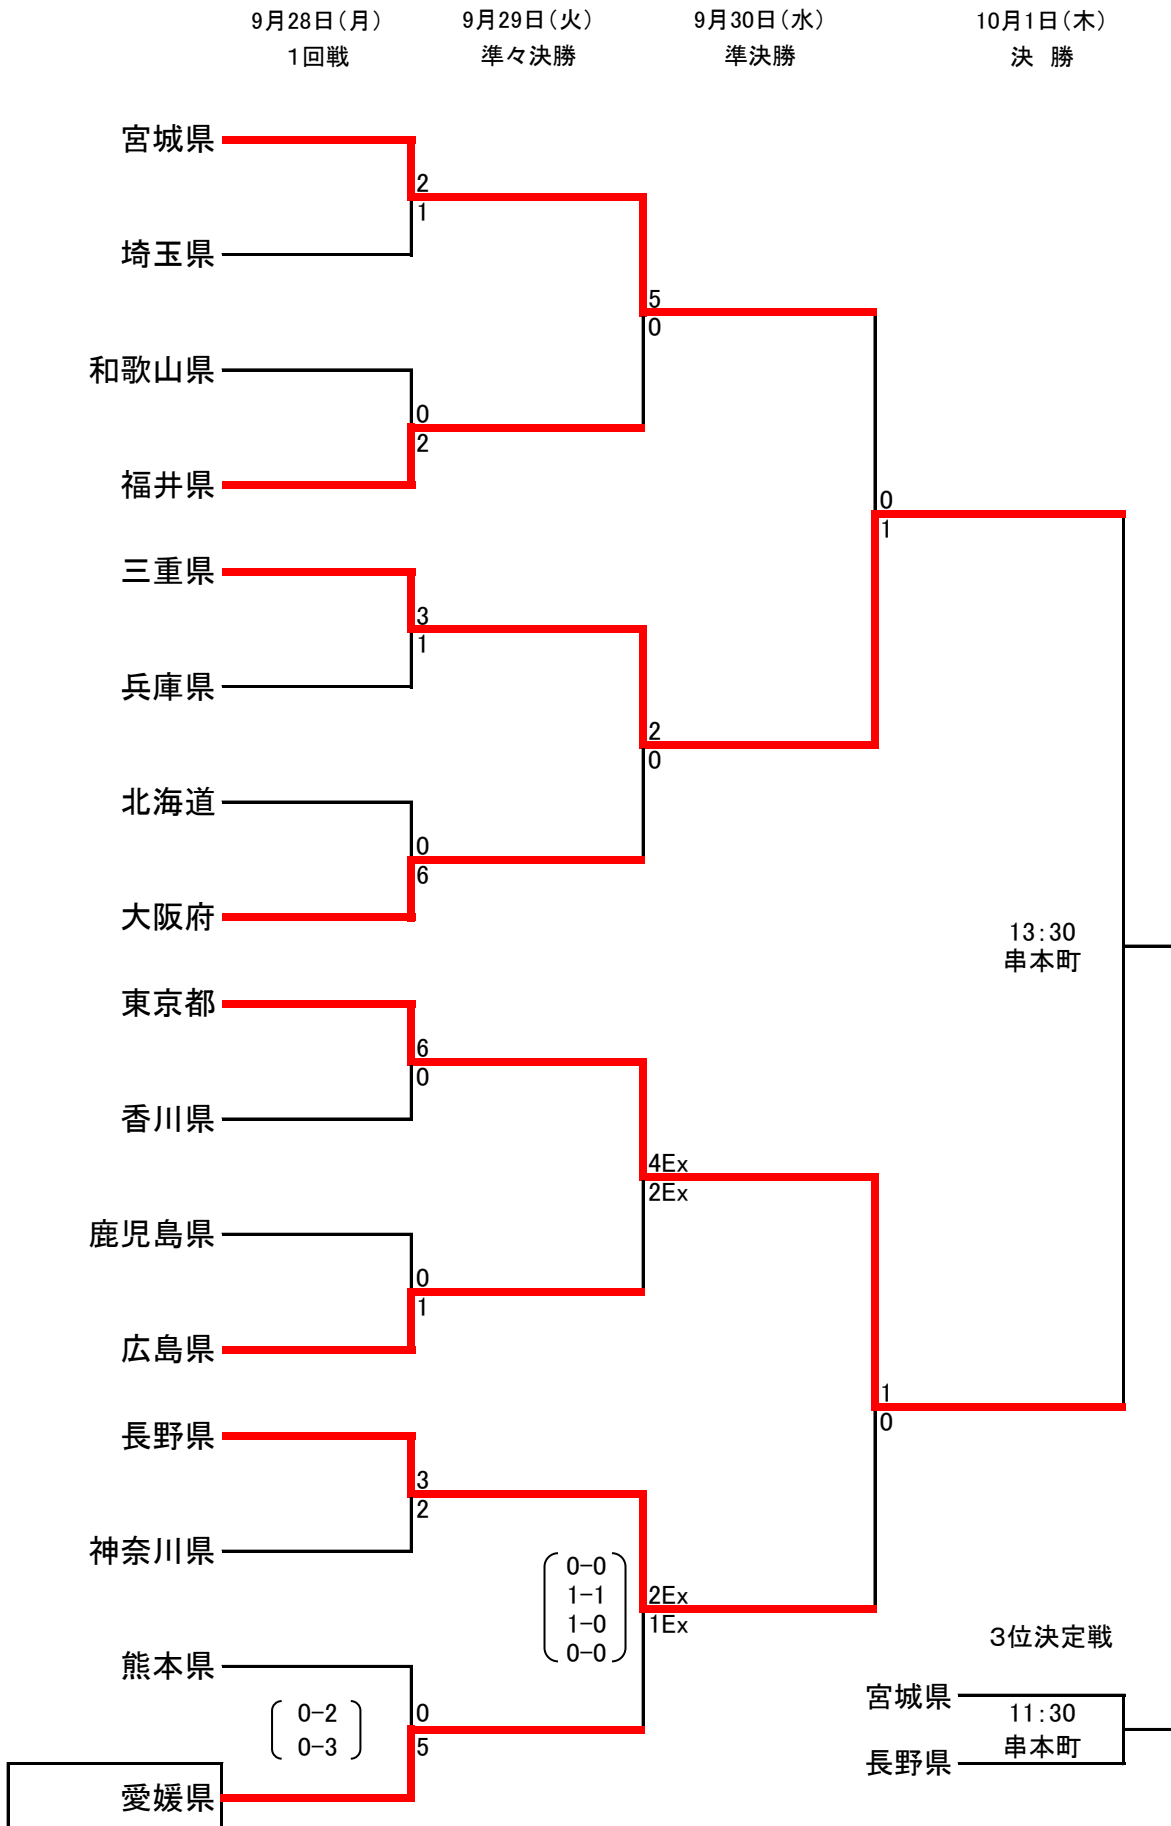 9月28日(月) 9月29日(火) 9月30日(水) 10月1日(木)
1回戦 準々決勝 準決勝 決 勝
宮城県
2
1
埼玉県
5
0
和歌山県
0
2
福井県
0
1
三重県
3
1
兵庫県
2
0
北海道
0
6
大阪府
13:30
串本町
東京都
6
0
香川県
4Ex
2Ex
鹿児島県
0
1
広島県
1
0
長野県
3
2
神奈川県
0-0
1-1
1-0
0-0
2Ex
1Ex
3位決定戦
熊本県
0-2
0-3
0
5
宮城県
11:30
串本町
長野県
愛媛県